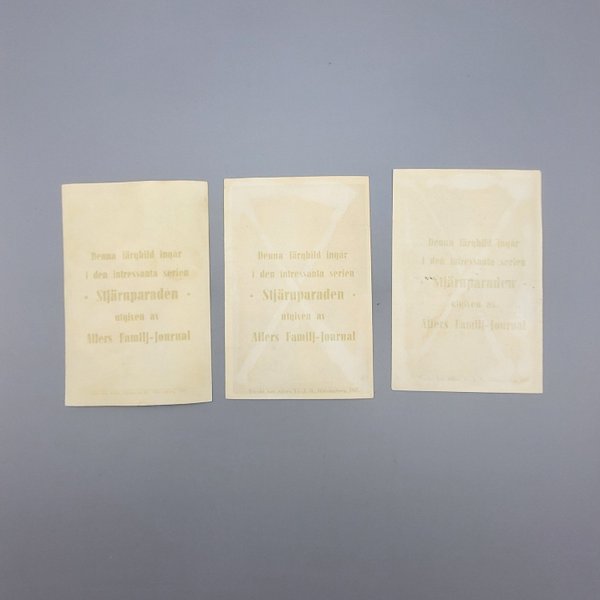 Denna färgbild ingår
i den intressanta serien
· Stjärnparaden ·
utgiven av
Allers Familj-Journal
Denna färgbild ingår
i den intressanta serien
· Stjärnparaden ·
utgiven av
Allers Familj-Journal
Denna färgbild ingår
i den intressanta serien
Stjärnparaden
utgiven av
Allers Familj-Journal